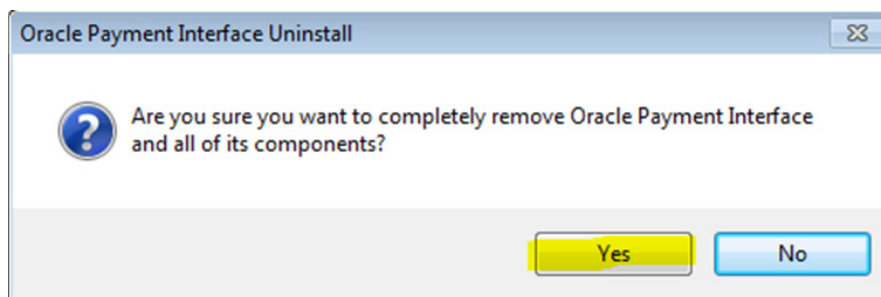 Oracle Payment Interface Uninstall
Are you sure you want to completely remove Oracle Payment Interface
and all of its components?
Yes
No